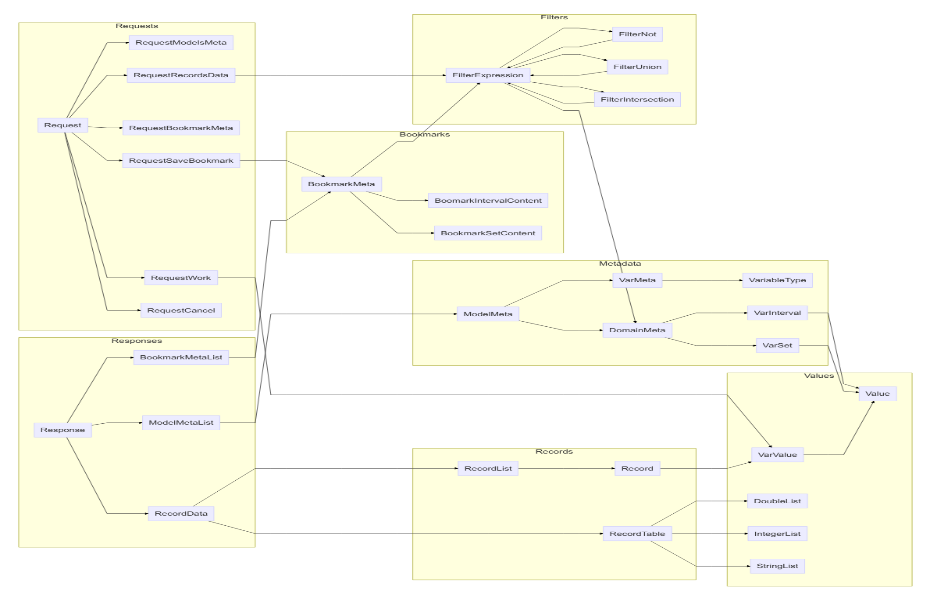 Requests
RequestModelsMeta
RequestRecordsData
Request
RequestBookmarkMeta
RequestSaveBookmark
RequestWork
RequestCancel
Filters
FilterNot
FilterUnion
FilterExpression
FilterIntersection
Bookmarks
BookmarkMeta
BoomarkIntervalContent
BookmarkSetContent
Metadata
VarMeta
VariableType
ModelMeta
VarInterval
DomainMeta
VarSet
Responses
BookmarkMetaList
ModelMetaList
Response
RecordData
Records
RecordList
Record
RecordTable
Values
Value
VarValue
DoubleList
IntegerList
StringList